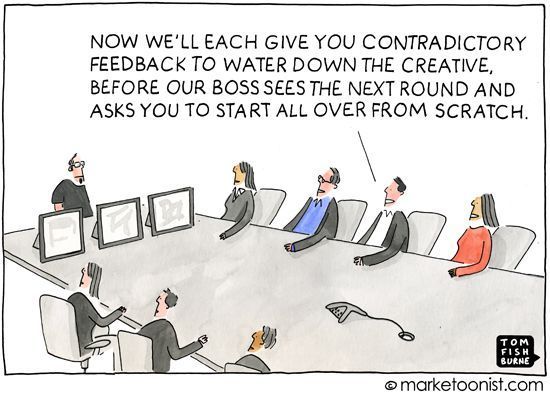 NOW WE'LL EACH GIVE YOU CONTRADICTORY
FEEDBACK TO WATER DOWN THE CREATIVE,
BEFORE OUR BOSS SEES THE NEXT ROUND AND
ASKS YOU TO START ALL OVER FROM SCRATCH.
TOM
FISH
BURNE
© marketoonist.com